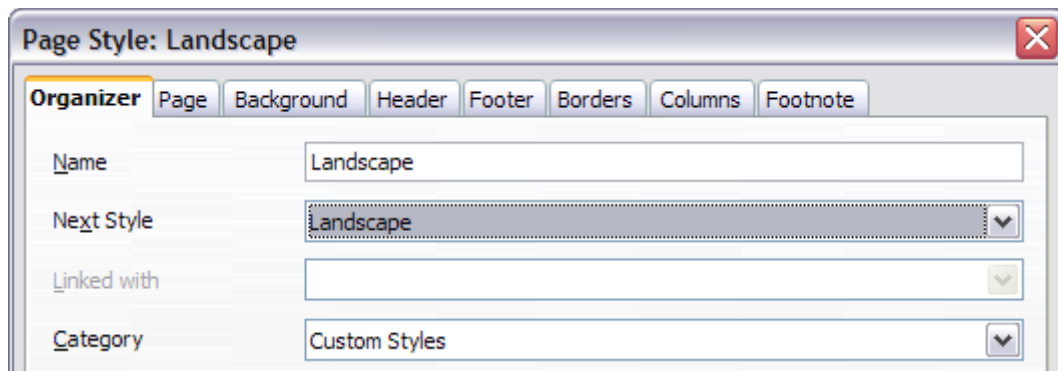 Page Style: Landscape
Organizer Page Background Header Footer Borders Columns Footnote
Name Landscape
Next Style Landscape
Linked with
Category Custom Styles